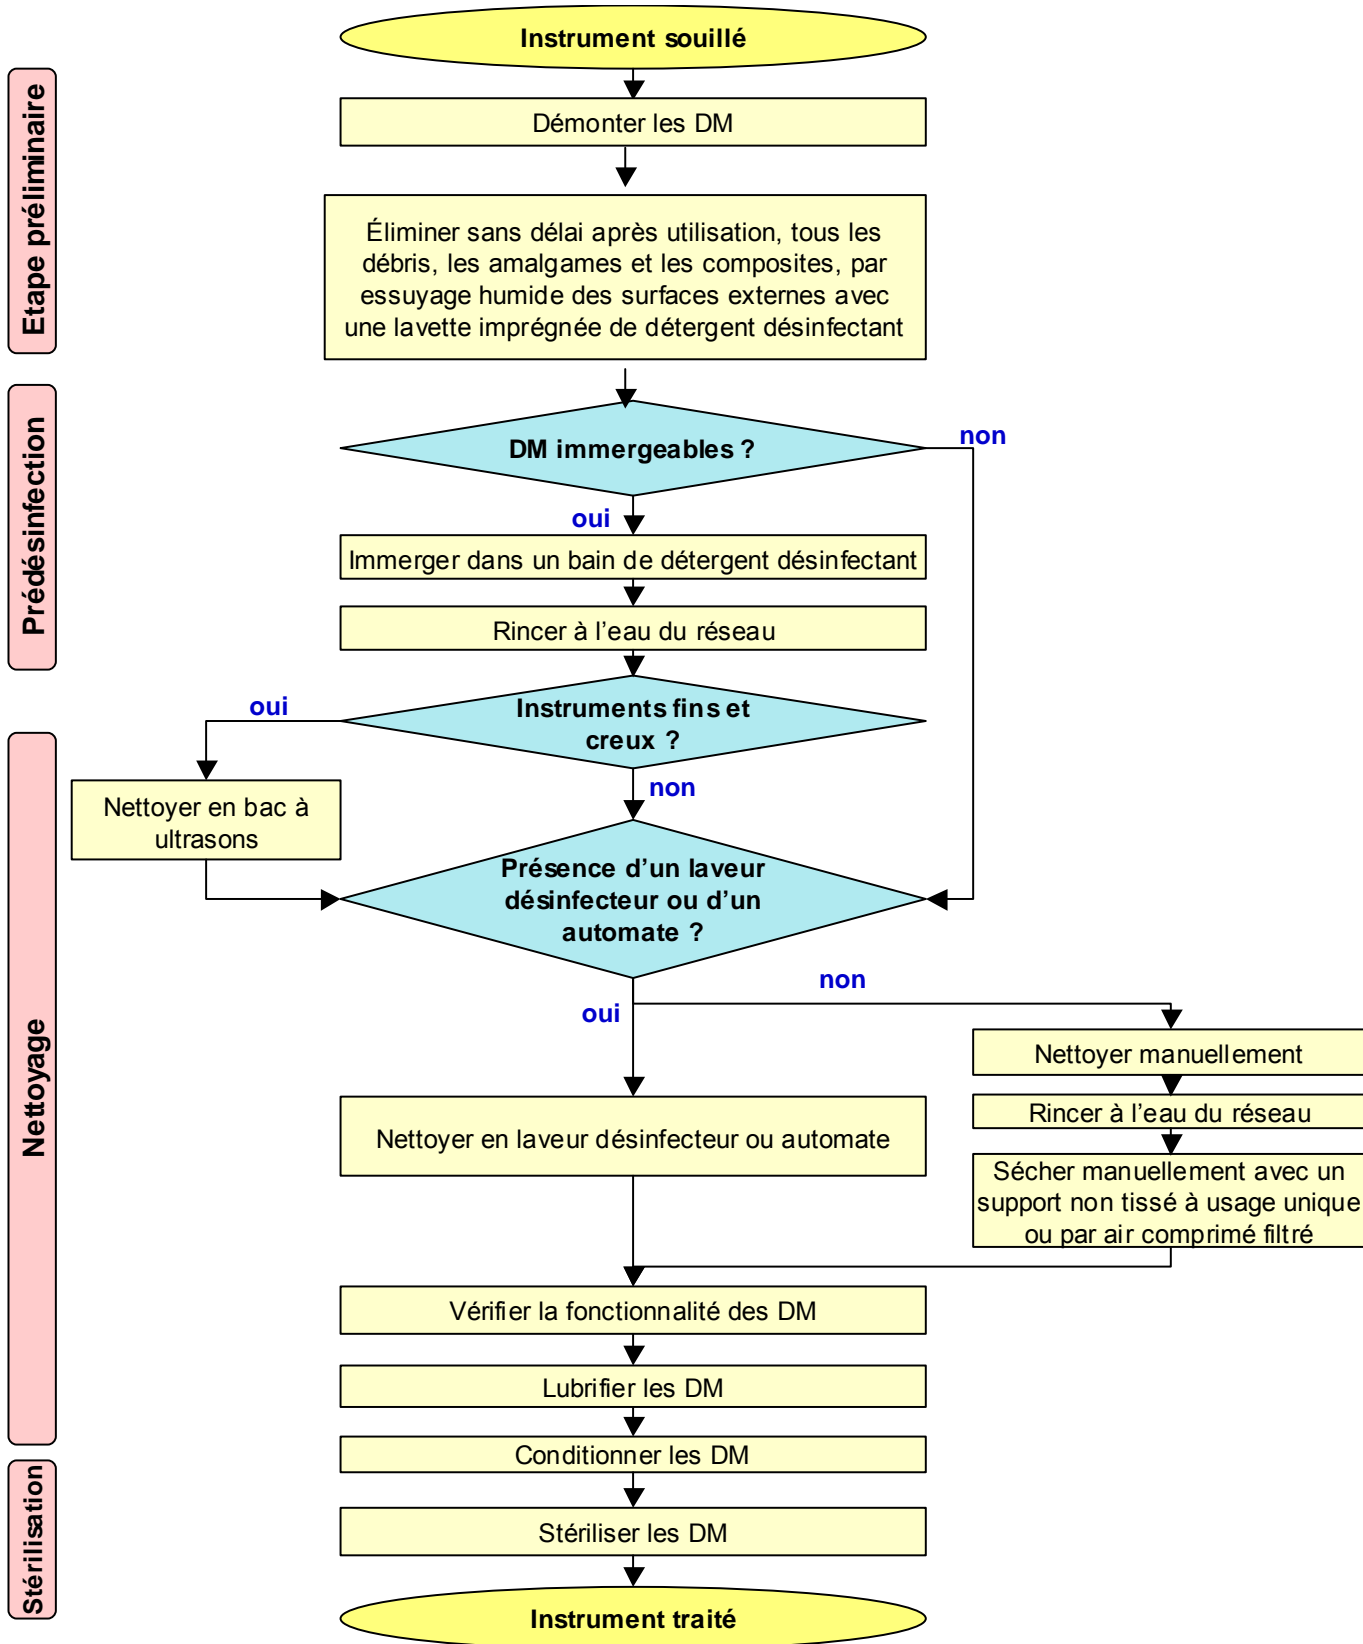 Instrument souillé
Etape préliminaire
Démonter les DM
Éliminer sans délai après utilisation, tous les
débris, les amalgames et les composites, par
essuyage humide des surfaces externes avec
une lavette imprégnée de détergent désinfectant
Prédésinfection
DM immergeables ?
non
oui
Immerger dans un bain de détergent désinfectant
Rincer à l’eau du réseau
Instruments fins et
creux ?
oui
non
Nettoyage
Nettoyer en bac à
ultrasons
Présence d’un laveur
désinfecteur ou d’un
automate ?
non
oui
Nettoyer manuellement
Rincer à l’eau du réseau
Sécher manuellement avec un
support non tissé à usage unique
ou par air comprimé filtré
Nettoyer en laveur désinfecteur ou automate
Vérifier la fonctionnalité des DM
Lubrifier les DM
Conditionner les DM
Stérilisation
Stériliser les DM
Instrument traité